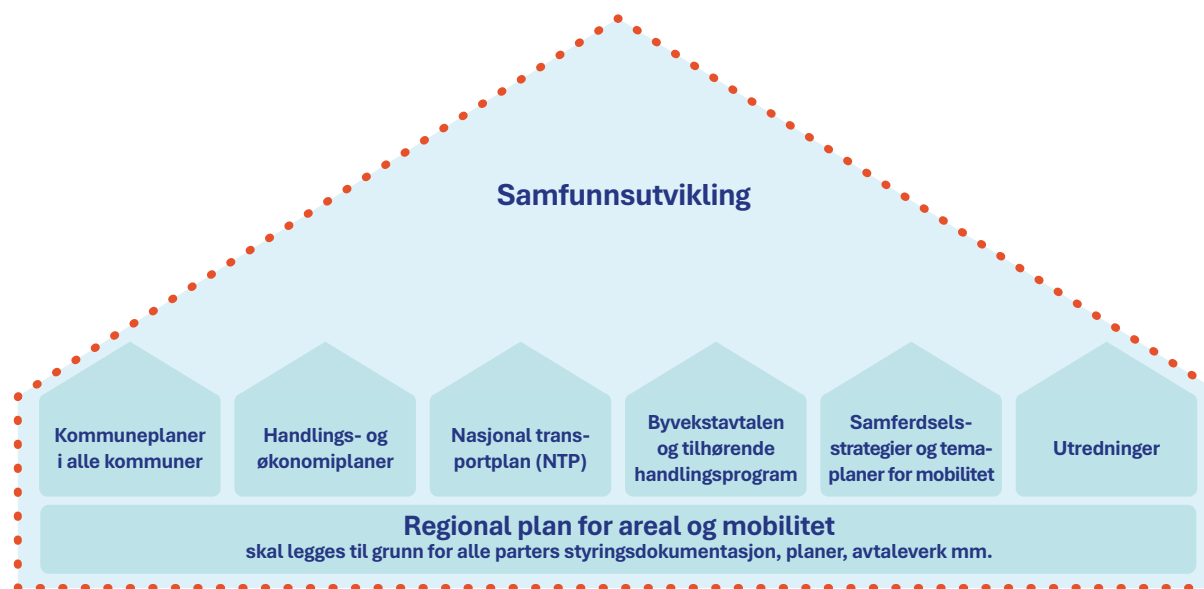 Samfunnsutvikling
Kommuneplaner
i alle kommuner
Handlings- og
økonomiplaner
Nasjonal trans-
portplan (NTP)
Byvekstavtalen
og tilhørende
handlingsprogram
Samferdsels-
strategier og tema-
planer for mobilitet
Utredninger
Regional plan for areal og mobilitet
skal legges til grunn for alle parters styringsdokumentasjon, planer, avtaleverk mm.